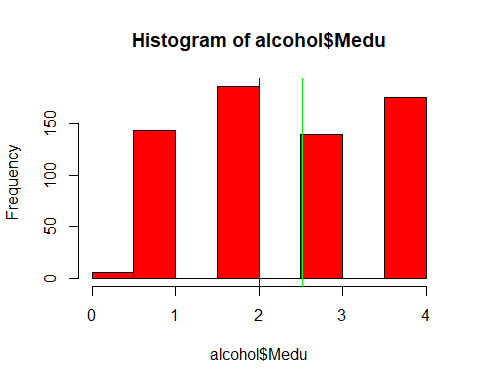 Histogram of alcohol$Medu
Frequency
150
100
50
0
0 1 2 3 4
alcohol$Medu